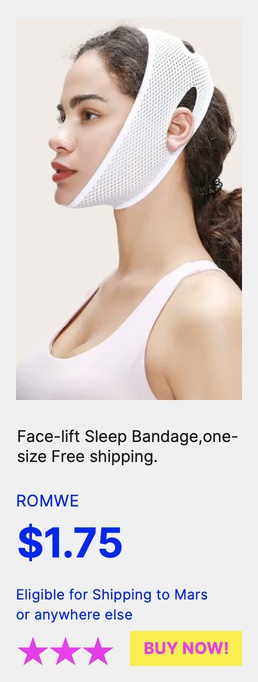 Face-lift Sleep Bandage,one-
size Free shipping.
ROMWE
$1.75
Eligible for Shipping to Mars
or anywhere else
BUY NOW!